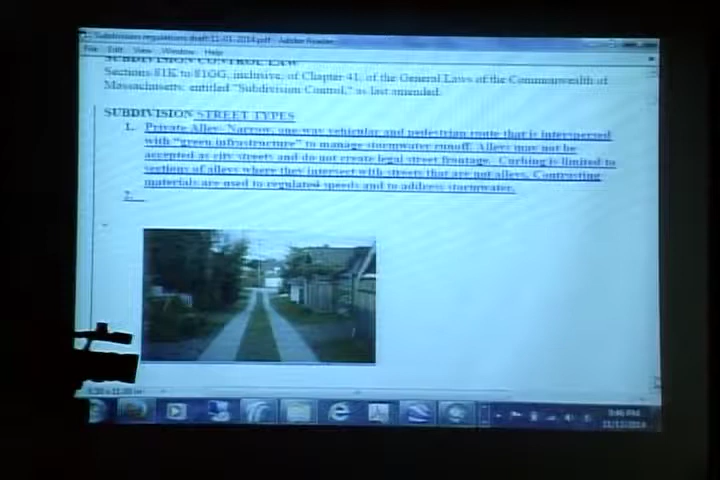 Subdivision regulations draft 11-03-2014.pdf - Adobe Reader
File Edit View Window Help
SUBDIVISION CONTROL LAW
Sections 81K to 81GG, inclusive, of Chapter 41, of the General Laws of the Commonwealth of
Massachusetts, entitled "Subdivision Control," as last amended.
SUBDIVISION STREET TYPES
1. Private Alley- Narrow, one-way vehicular and pedestrian route that is interspersed
with "green infrastructure" to manage stormwater runoff. Alleys may not be
accepted as city streets and do not create legal street frontage. Curbing is limited to
sections of alleys where they intersect with streets that are not alleys. Contrasting
materials are used to regulated speeds and to address stormwater.
2.